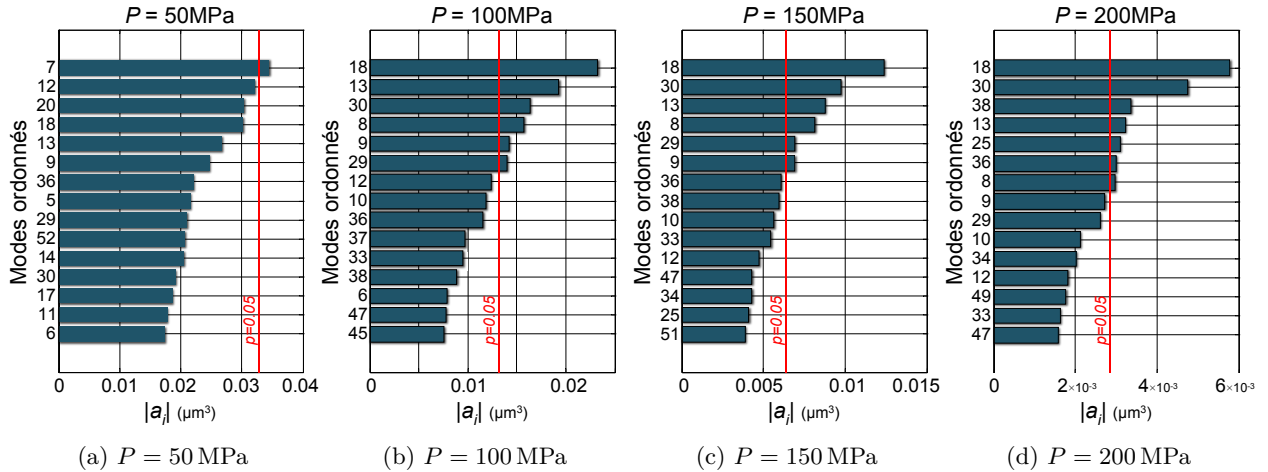 P = 50MPa
Modes ordonnés
7
12
20
18
13
9
36
5
29
52
14
30
17
11
6
p=0.05
0 0.01 0.02 0.03 0.04
|aᵢ| (µm³)
(a) P = 50 MPa
P = 100MPa
Modes ordonnés
18
13
30
8
9
29
12
10
36
37
33
38
6
47
45
p=0.05
0 0.01 0.02
|aᵢ| (µm³)
(b) P = 100 MPa
P = 150MPa
Modes ordonnés
18
30
13
8
29
9
36
38
10
33
12
47
34
25
51
p=0.05
0 0.005 0.01 0.015
|aᵢ| (µm³)
(c) P = 150 MPa
P = 200MPa
Modes ordonnés
18
30
38
13
25
36
8
9
29
10
34
12
49
33
47
p=0.05
0 2×10⁻³ 4×10⁻³ 6×10⁻³
|aᵢ| (µm³)
(d) P = 200 MPa